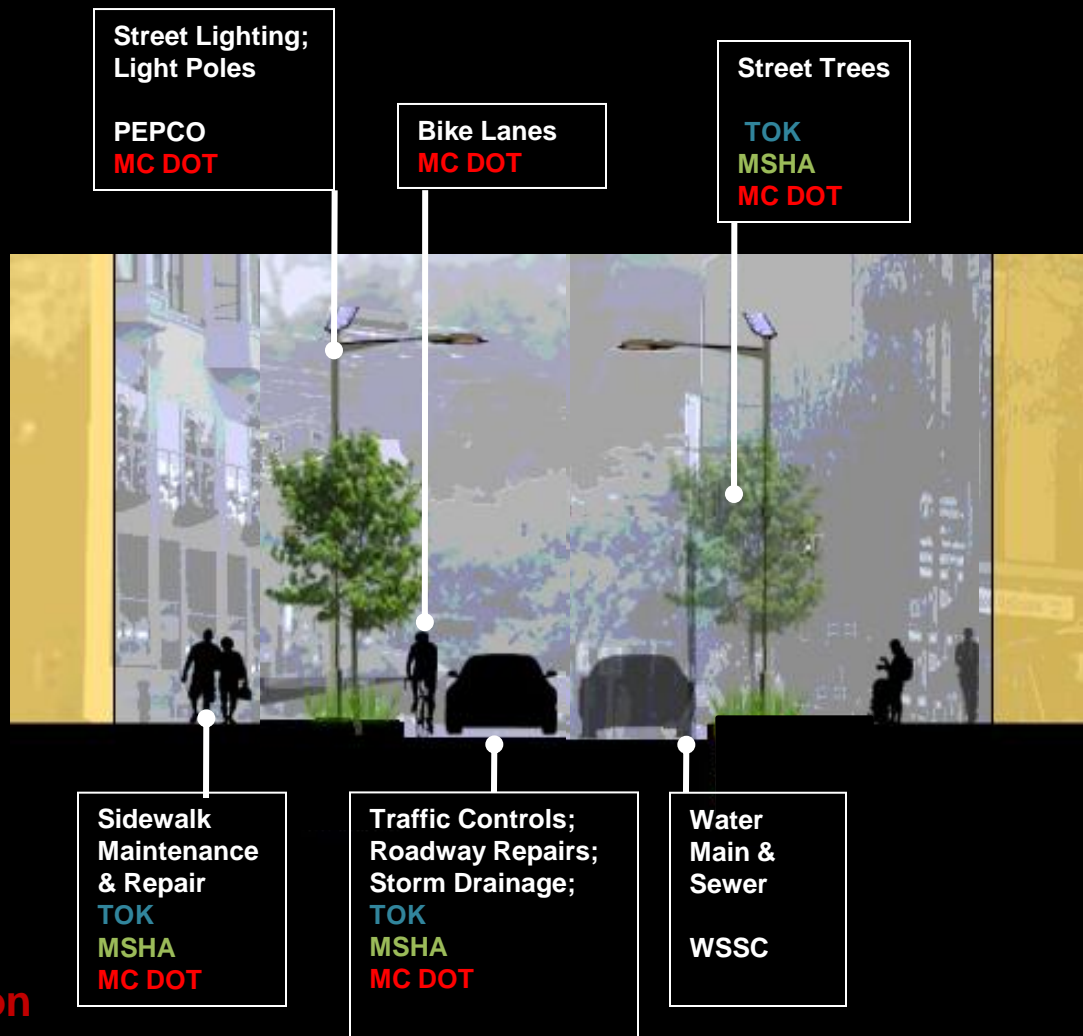 Street Lighting;
Light Poles
PEPCO
MC DOT
Bike Lanes
MC DOT
Street Trees
TOK
MSHA
MC DOT
Sidewalk
Maintenance
& Repair
TOK
MSHA
MC DOT
Traffic Controls;
Roadway Repairs;
Storm Drainage;
TOK
MSHA
MC DOT
Water
Main &
Sewer
WSSC
on